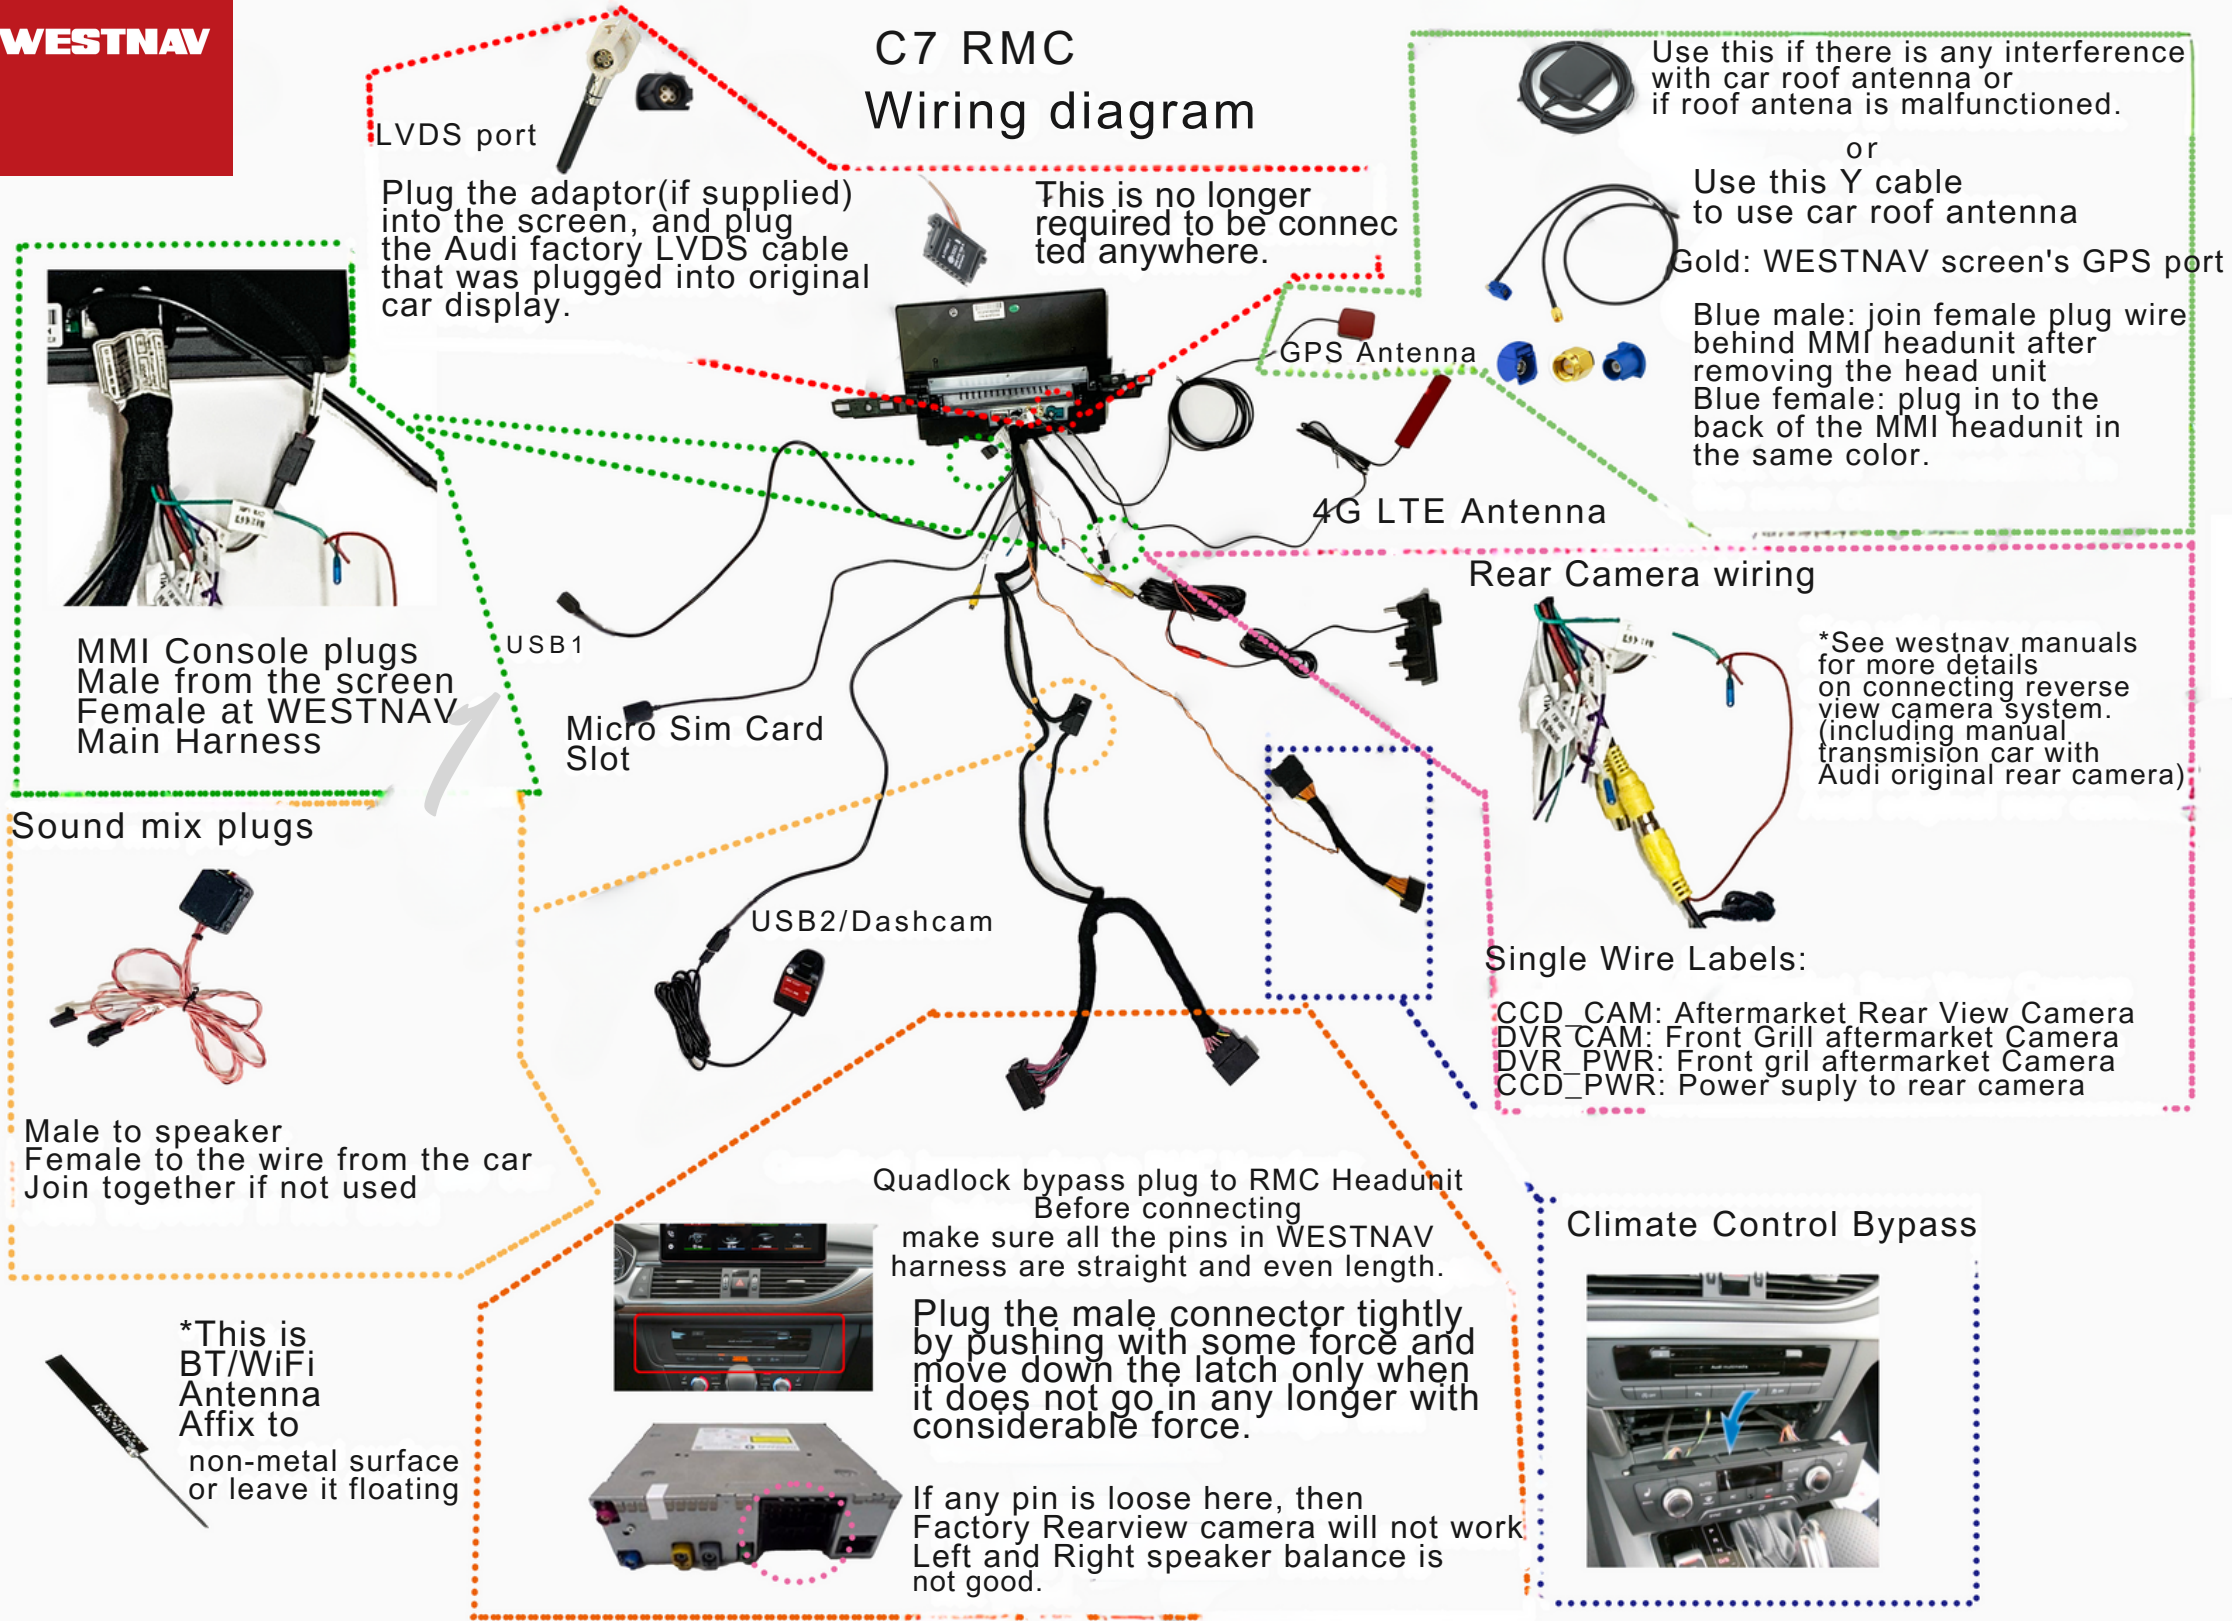 WESTNAV
C7 RMC
Wiring diagram
LVDS port
Plug the adaptor(if supplied)
into the screen, and plug
the Audi factory LVDS cable
that was plugged into original
car display.
This is no longer
required to be connec
ted anywhere.
Use this if there is any interference
with car roof antenna or
if roof antena is malfunctioned.
or
Use this Y cable
to use car roof antenna
Gold: WESTNAV screen's GPS port
Blue male: join female plug wire
behind MMI headunit after
removing the head unit
Blue female: plug in to the
back of the MMI headunit in
the same color.
GPS Antenna
4G LTE Antenna
MMI Console plugs
Male from the screen
Female at WESTNAV
Main Harness
USB1
Micro Sim Card
Slot
USB2/Dashcam
Rear Camera wiring
*See westnav manuals
for more details
on connecting reverse
view camera system.
(including manual
transmision car with
Audi original rear camera)
Single Wire Labels:
CCD_CAM: Aftermarket Rear View Camera
DVR CAM: Front Grill aftermarket Camera
DVR_PWR: Front gril aftermarket Camera
CCD_PWR: Power suply to rear camera
Sound mix plugs
Male to speaker
Female to the wire from the car
Join together if not used
*This is
BT/WiFi
Antenna
Affix to
non-metal surface
or leave it floating
Quadlock bypass plug to RMC Headunit
Before connecting
make sure all the pins in WESTNAV
harness are straight and even length.
Plug the male connector tightly
by pushing with some force and
move down the latch only when
it does not go in any longer with
considerable force.
If any pin is loose here, then
Factory Rearview camera will not work
Left and Right speaker balance is
not good.
Climate Control Bypass